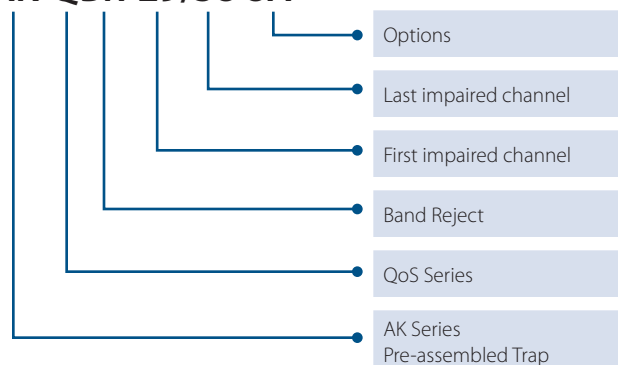 Options
Last impaired channel
First impaired channel
Band Reject
QoS Series
AK Series
Pre-assembled Trap